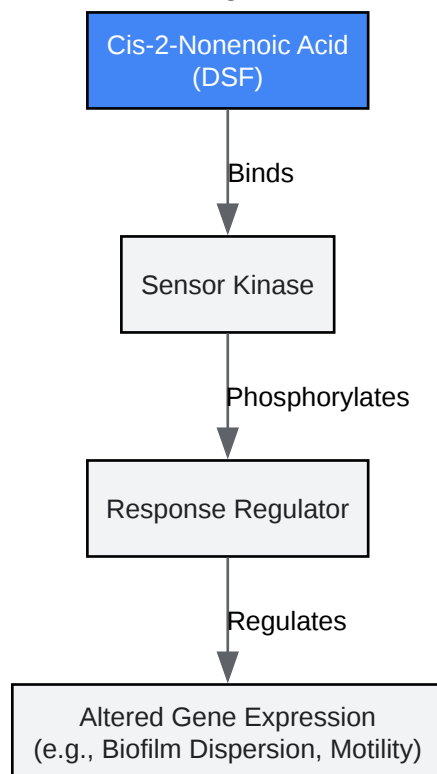 Cis-2-Nonenoic Acid
(DSF)
Binds
Sensor Kinase
Phosphorylates
Response Regulator
Regulates
Altered Gene Expression
(e.g., Biofilm Dispersion, Motility)